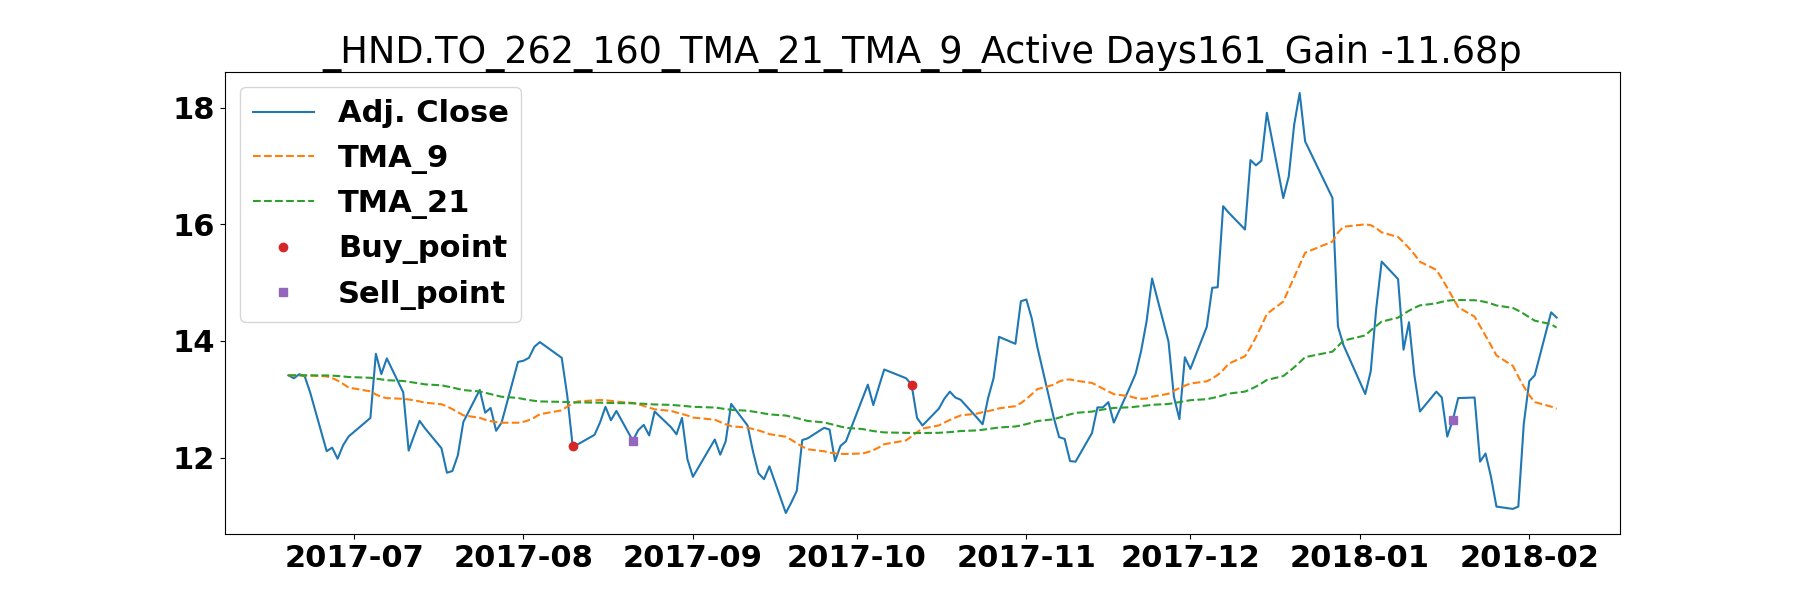 _HND.TO_262_160_TMA_21_TMA_9_Active Days161_Gain -11.68p
18
16
14
12
Adj. Close
TMA_9
TMA_21
Buy_point
Sell_point
2017-07 2017-08 2017-09 2017-10 2017-11 2017-12 2018-01 2018-02